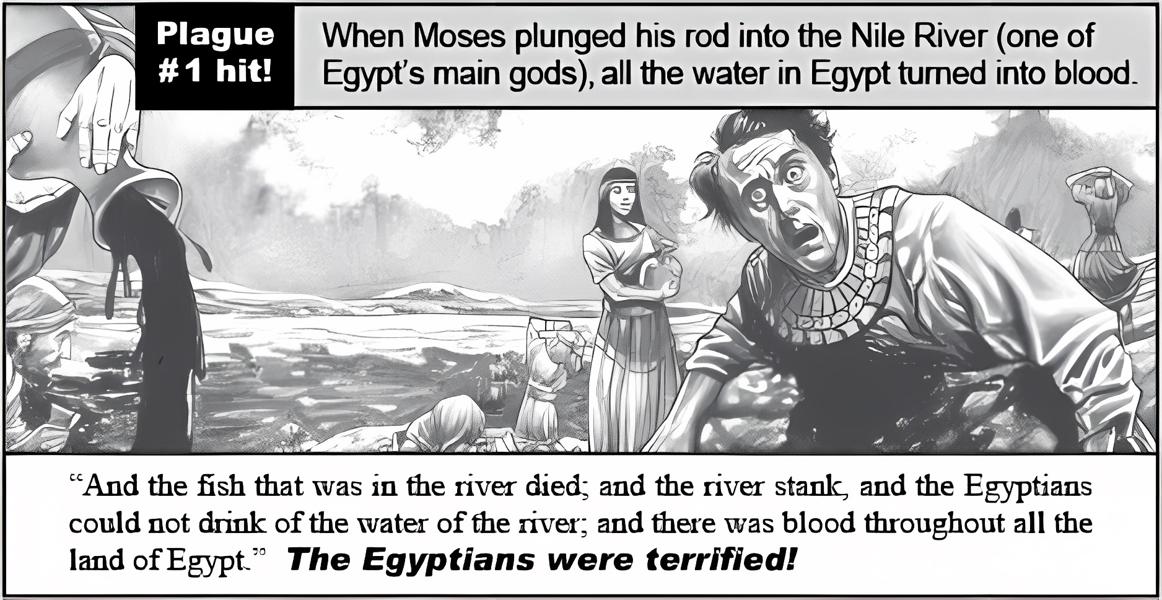 Plague
#1 hit!
When Moses plunged his rod into the Nile River (one of
Egypt's main gods), all the water in Egypt turned into blood.
“And the fish that was in the river died; and the river stank, and the Egyptians
could not drink of the water of the river; and there was blood throughout all the
land of Egypt.” The Egyptians were terrified!